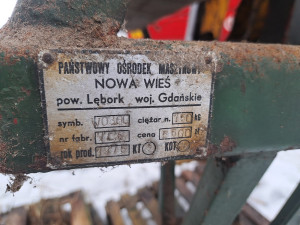 PAŃSTWOWY OŚRODEK MASZYNOWY
NOWA WIEŚ
pow. Lębork woj. Gdańskie
symb. ciężar n. KG
nr fabr. cena
rok prod. KT KDT